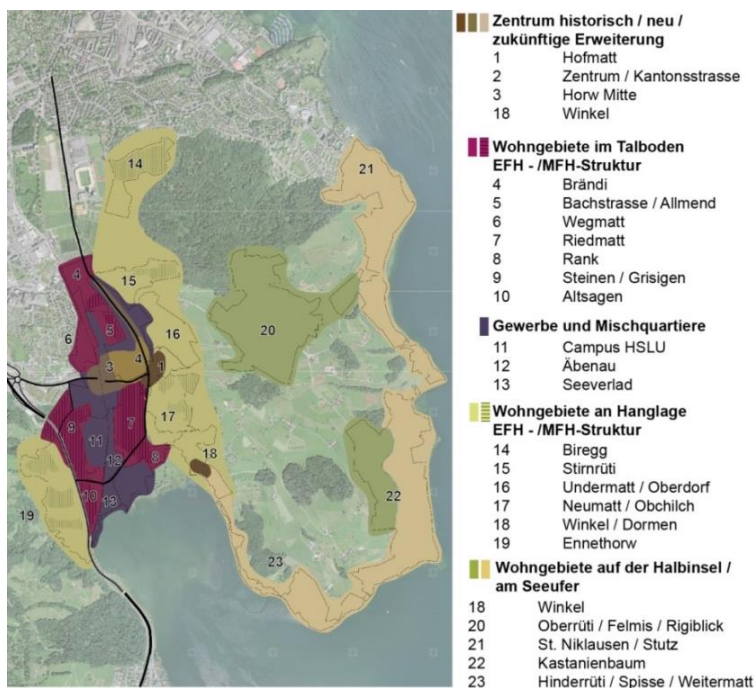 14
21
15
4
5
16
20
6
3
4
1
17
9
7
11
18
8
12
10
22
13
19
23
Zentrum historisch / neu /
zukünftige Erweiterung
1 Hofmatt
2 Zentrum / Kantonsstrasse
3 Horw Mitte
18 Winkel
Wohngebiete im Talboden
EFH - /MFH-Struktur
4 Brändi
5 Bachstrasse / Allmend
6 Wegmatt
7 Riedmatt
8 Rank
9 Steinen / Grisigen
10 Altsagen
Gewerbe und Mischquartiere
11 Campus HSLU
12 Äbenau
13 Seeverlad
Wohngebiete an Hanglage
EFH - /MFH-Struktur
14 Biregg
15 Stirnrüti
16 Undermatt / Oberdorf
17 Neumatt / Obchilch
18 Winkel / Dormen
19 Ennethorw
Wohngebiete auf der Halbinsel /
am Seeufer
18 Winkel
20 Oberrüti / Felmis / Rigiblick
21 St. Niklausen / Stutz
22 Kastanienbaum
23 Hinderrüti / Spisse / Weitermatt